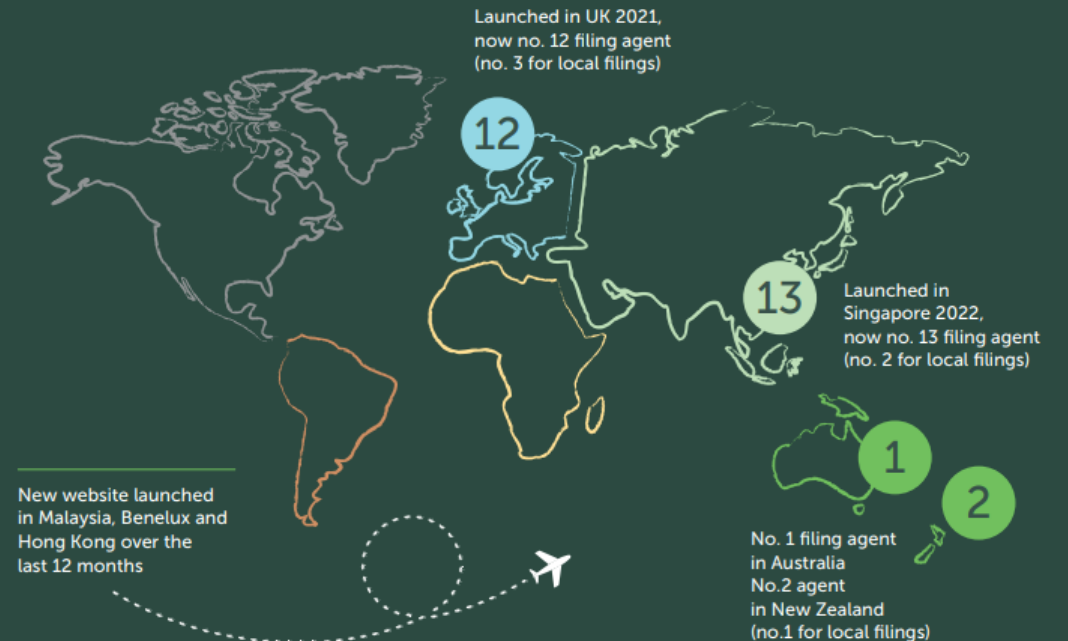 Launched in UK 2021,
now no. 12 filing agent
(no. 3 for local filings)
12
13
Launched in
Singapore 2022,
now no. 13 filing agent
(no. 2 for local filings)
1
2
New website launched
in Malaysia, Benelux and
Hong Kong over the
last 12 months
No. 1 filing agent
in Australia
No.2 agent
in New Zealand
(no.1 for local filings)